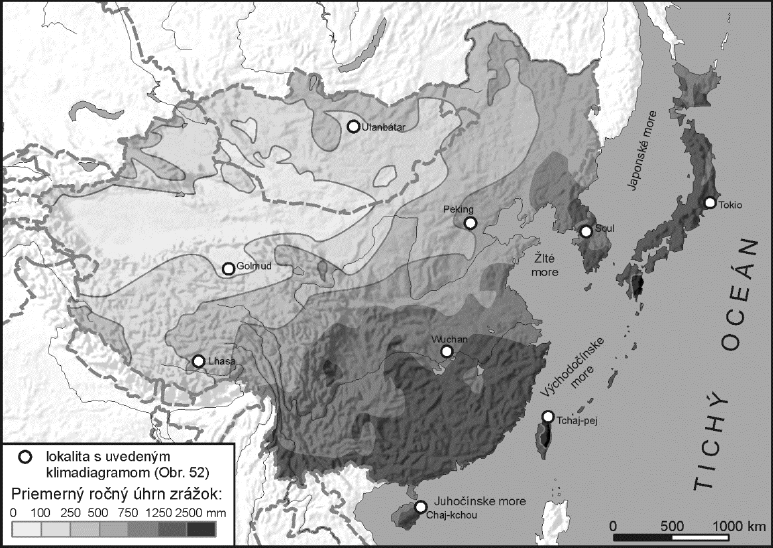 Ulanbátar
Japonské more
Peking
Tokio
Soul
Golmud
Žlté
more
TICHÝ OCEÁN
Wuchan
Lhasa
Východočínske
more
Tchaj-pej
lokalita s uvedeným
klimadiagramom (Obr. 52)
Priemerný ročný úhrn zrážok:
0 100 250 500 750 1250 2500 mm
Juhočínske more
Chaj-kchou
0 500 1000 km